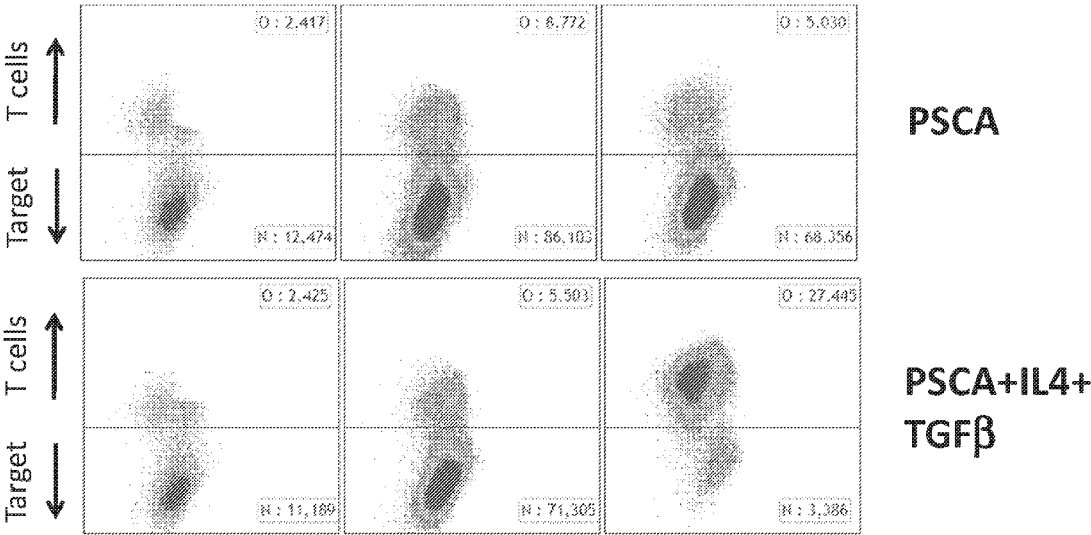 T cells
Target
O : 2,417
O : 8,772
O : 5,030
N : 12,474
N : 86,103
N : 68,356
PSCA
T cells
Target
O : 2,425
O : 5,503
O : 27,445
N : 11,189
N : 71,305
N : 3,386
PSCA+IL4+
TGFβ